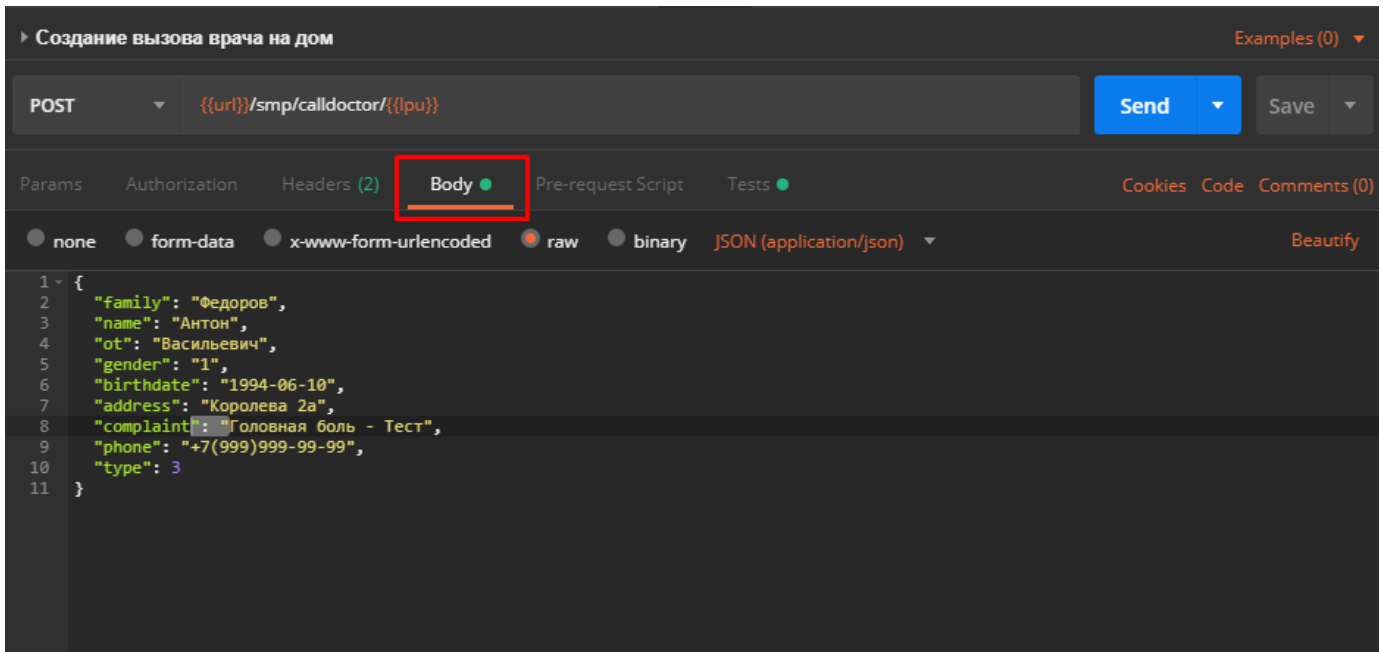 Создание вызова врача на дом Examples (0)
POST {{url}}/smp/calldoctor/{{lpu}} Send Save
Params Authorization Headers (2) Body Pre-request Script Tests Cookies Code Comments (0)
none form-data x-www-form-urlencoded raw binary JSON (application/json) Beautify
1 {
2 "family": "Федоров",
3 "name": "Антон",
4 "ot": "Васильевич",
5 "gender": "1",
6 "birthdate": "1994-06-10",
7 "address": "Королева 2а",
8 "complaint": "Головная боль - Тест",
9 "phone": "+7(999)999-99-99",
10 "type": 3
11 }